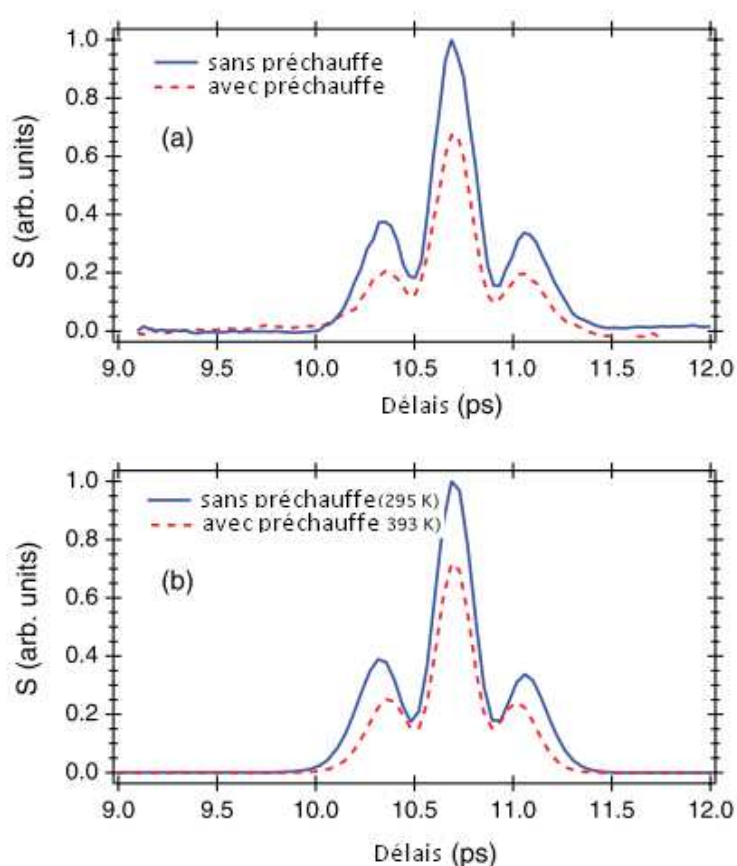 1.0
0.8
0.6
0.4
0.2
0.0
S (arb. units)
sans préchauffe
avec préchauffe
(a)
9.0 9.5 10.0 10.5 11.0 11.5 12.0
Délais (ps)
1.0
0.8
0.6
0.4
0.2
0.0
S (arb. units)
sans préchauffe(295 K)
avec préchauffe 393 K)
(b)
9.0 9.5 10.0 10.5 11.0 11.5 12.0
Délais (ps)